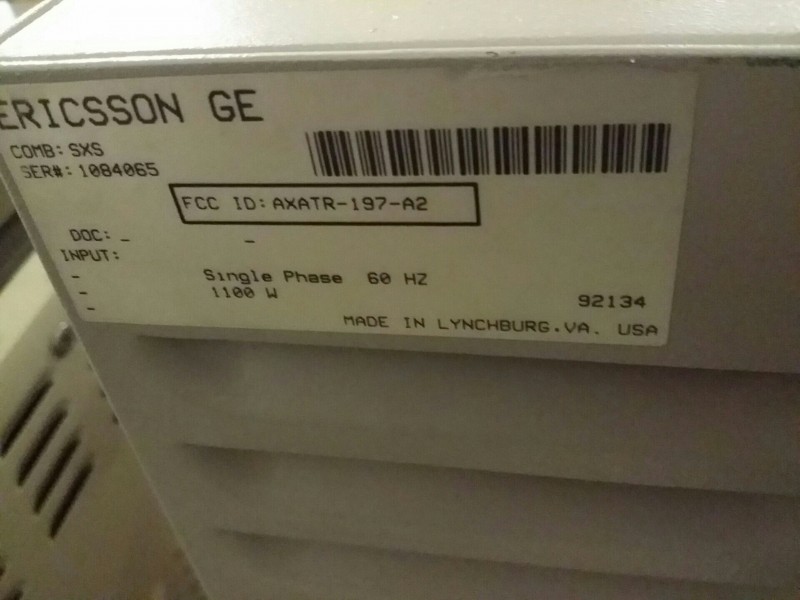 ERICSSON GE
COMB: SXS
SER#: 1084065
FCC ID: AXATR-197-A2
DOC: - -
INPUT:
- Single Phase 60 HZ
- 1100 W
- 92134
MADE IN LYNCHBURG.VA. USA